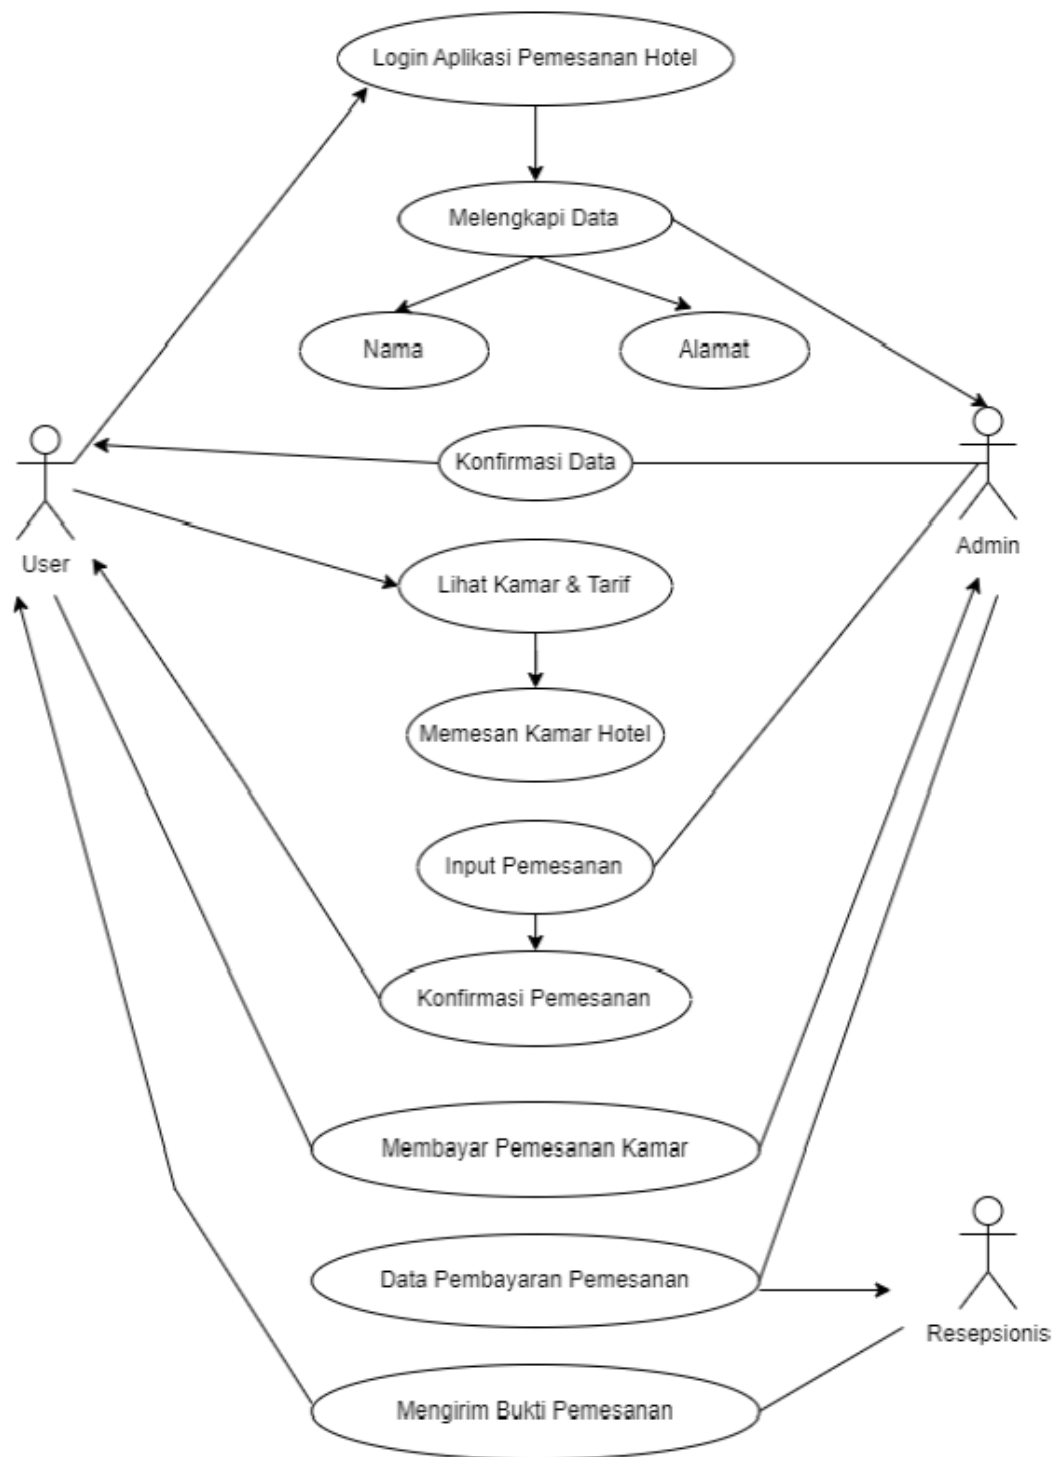 Login Aplikasi Pemesanan Hotel
Melengkapi Data
Nama
Alamat
Konfirmasi Data
User
Admin
Lihat Kamar & Tarif
Memesan Kamar Hotel
Input Pemesanan
Konfirmasi Pemesanan
Membayar Pemesanan Kamar
Data Pembayaran Pemesanan
Resepsionis
Mengirim Bukti Pemesanan